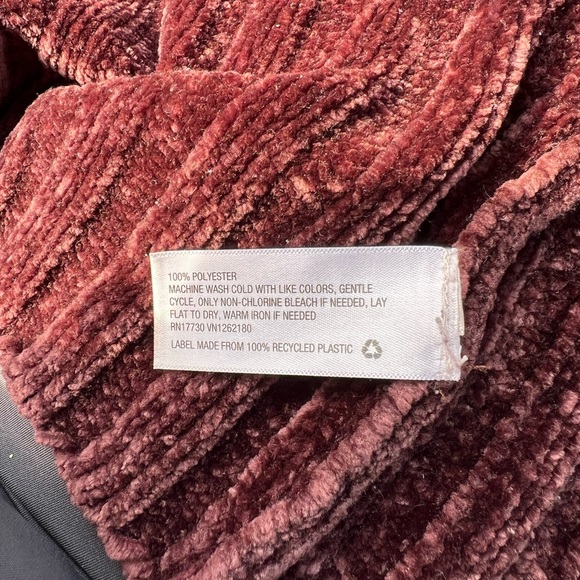 100% POLYESTER
MACHINE WASH COLD WITH LIKE COLORS, GENTLE
CYCLE, ONLY NON-CHLORINE BLEACH IF NEEDED, LAY
FLAT TO DRY, WARM IRON IF NEEDED
RN17730 VN1262180
LABEL MADE FROM 100% RECYCLED PLASTIC